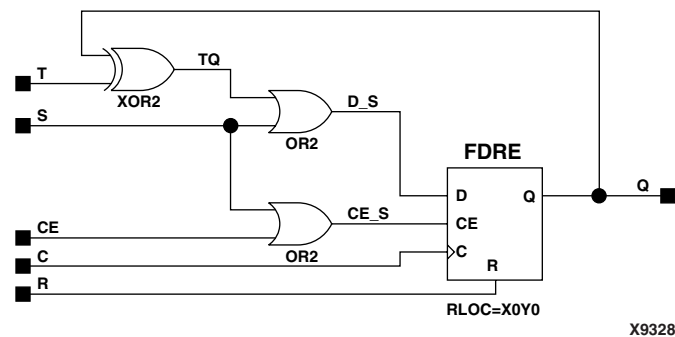 T
TQ
XOR2
S
D_S
OR2
FDRE
D
Q
Q
CE
CE_S
CE
OR2
C
C
R
R
RLOC=X0Y0
X9328